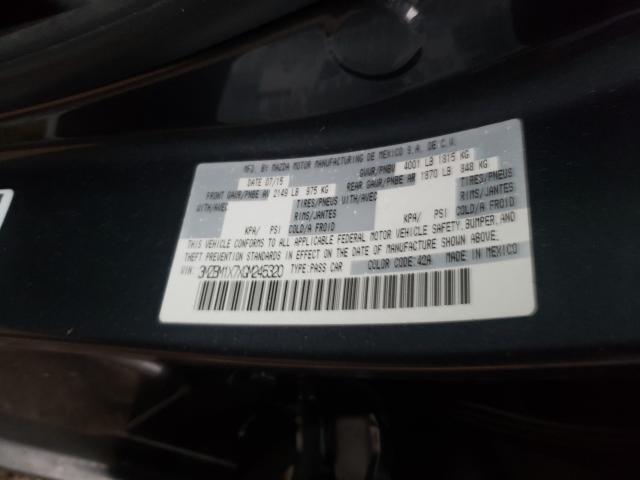 MFD. BY MAZDA MOTOR MANUFACTURING DE MEXICO S.A. DE C.V.
DATE 07/15 GVWR/PNBV 4001 LB 1815 KG
FRONT GAWR/PNBE AV 2149 LB 975 KG REAR GAWR/PNBE AR 1870 LB 848 KG
WITH/AVEC TIRES/PNEUS WITH/AVEC TIRES/PNEUS
RIMS/JANTES RIMS/JANTES
KPA/ PSI COLD/A FROID KPA/ PSI COLD/A FROID
THIS VEHICLE CONFORMS TO ALL APPLICABLE FEDERAL MOTOR VEHICLE SAFETY, BUMPER, AND
THEFT PREVENTION STANDARDS IN EFFECT ON THE DATE OF MANUFACTURE SHOWN ABOVE.
VIN: 3MZBM1X7XGM246320 TYPE: PASS CAR COLOR CODE: 42A MADE IN MEXICO